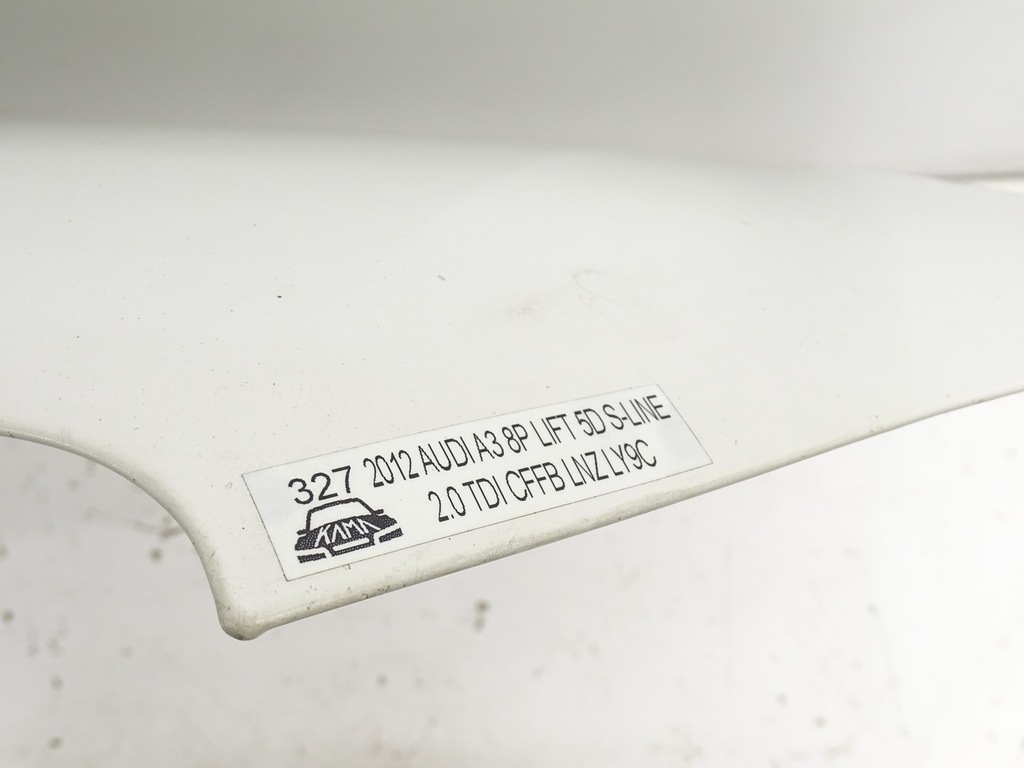 327 2012 AUDI A3 8P LIFT 5D S-LINE
KAMA 2.0 TDI CFFB LNZ LY9C